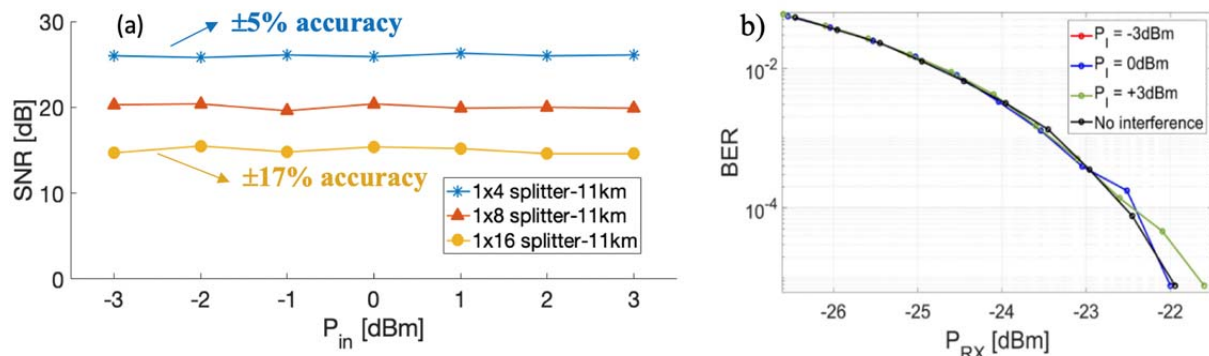 (a)
±5% accuracy
±17% accuracy
SNR [dB]
30
20
10
0
1x4 splitter-11km
1x8 splitter-11km
1x16 splitter-11km
-3 -2 -1 0 1 2 3
P_in [dBm]
b)
P_I = -3dBm
P_I = 0dBm
P_I = +3dBm
No interference
BER
10^-2
10^-4
-26 -25 -24 -23 -22
P_RX [dBm]